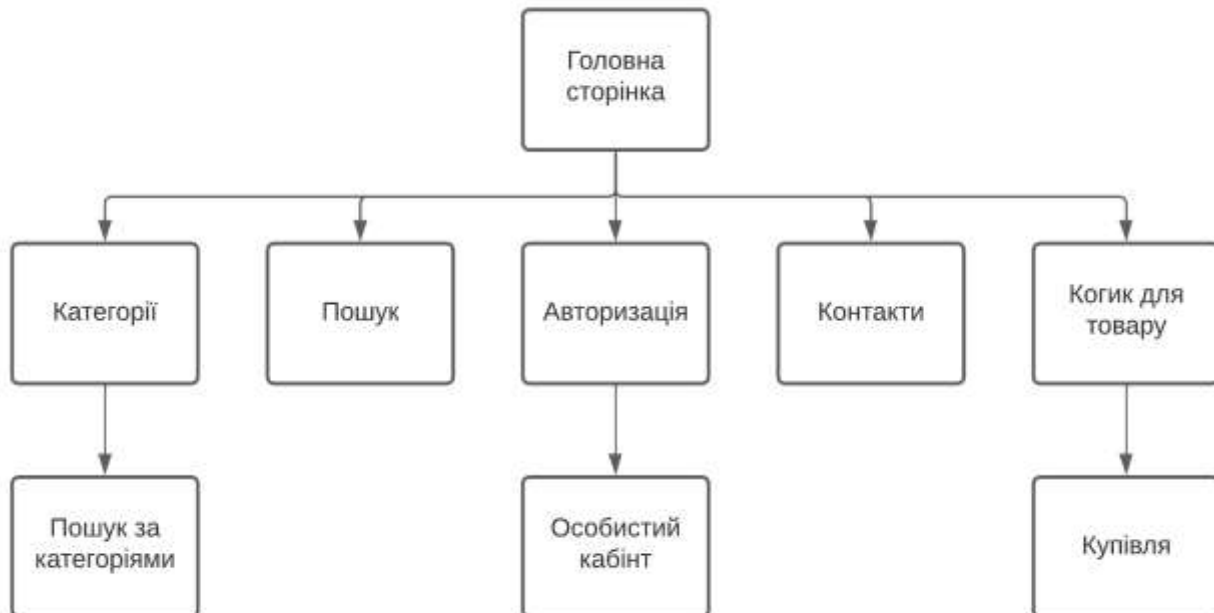 Головна
сторінка
Категорії
Пошук
Авторизація
Контакти
Когик для
товару
Пошук за
категоріями
Особистий
кабінт
Купівля